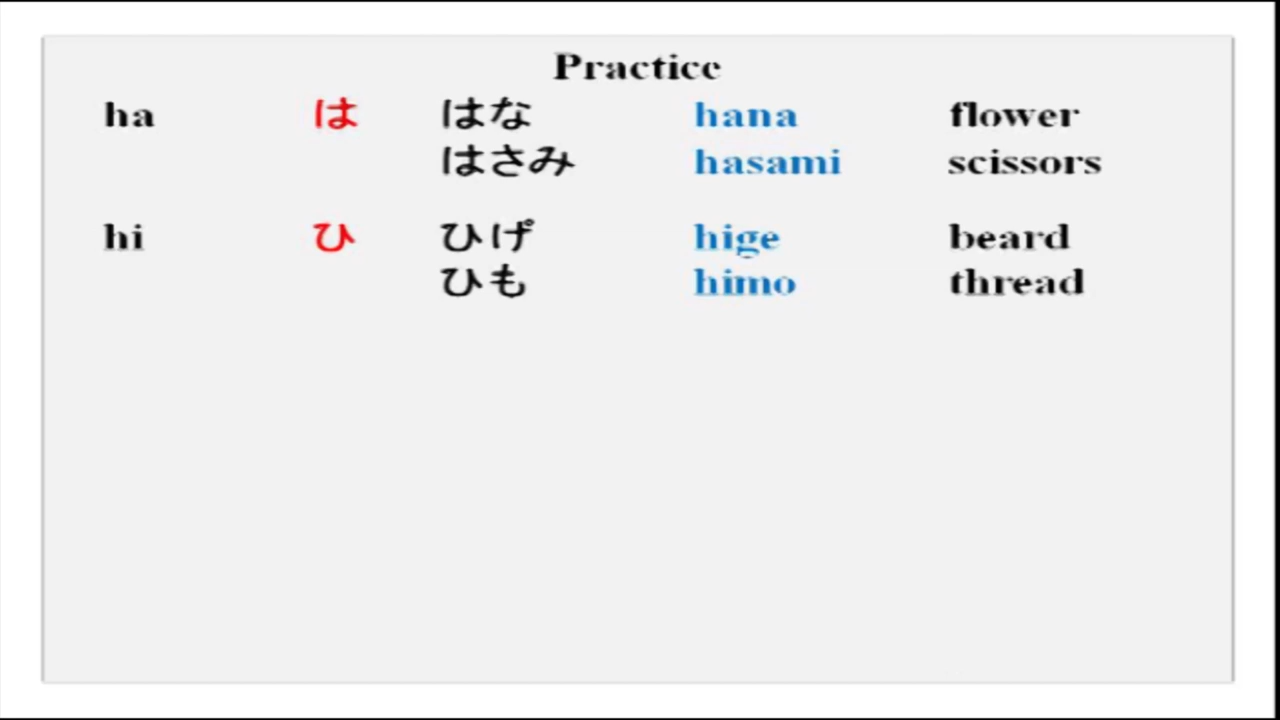 Practice
ha は はな hana flower
はさみ hasami scissors
hi ひ ひげ hige beard
ひも himo thread